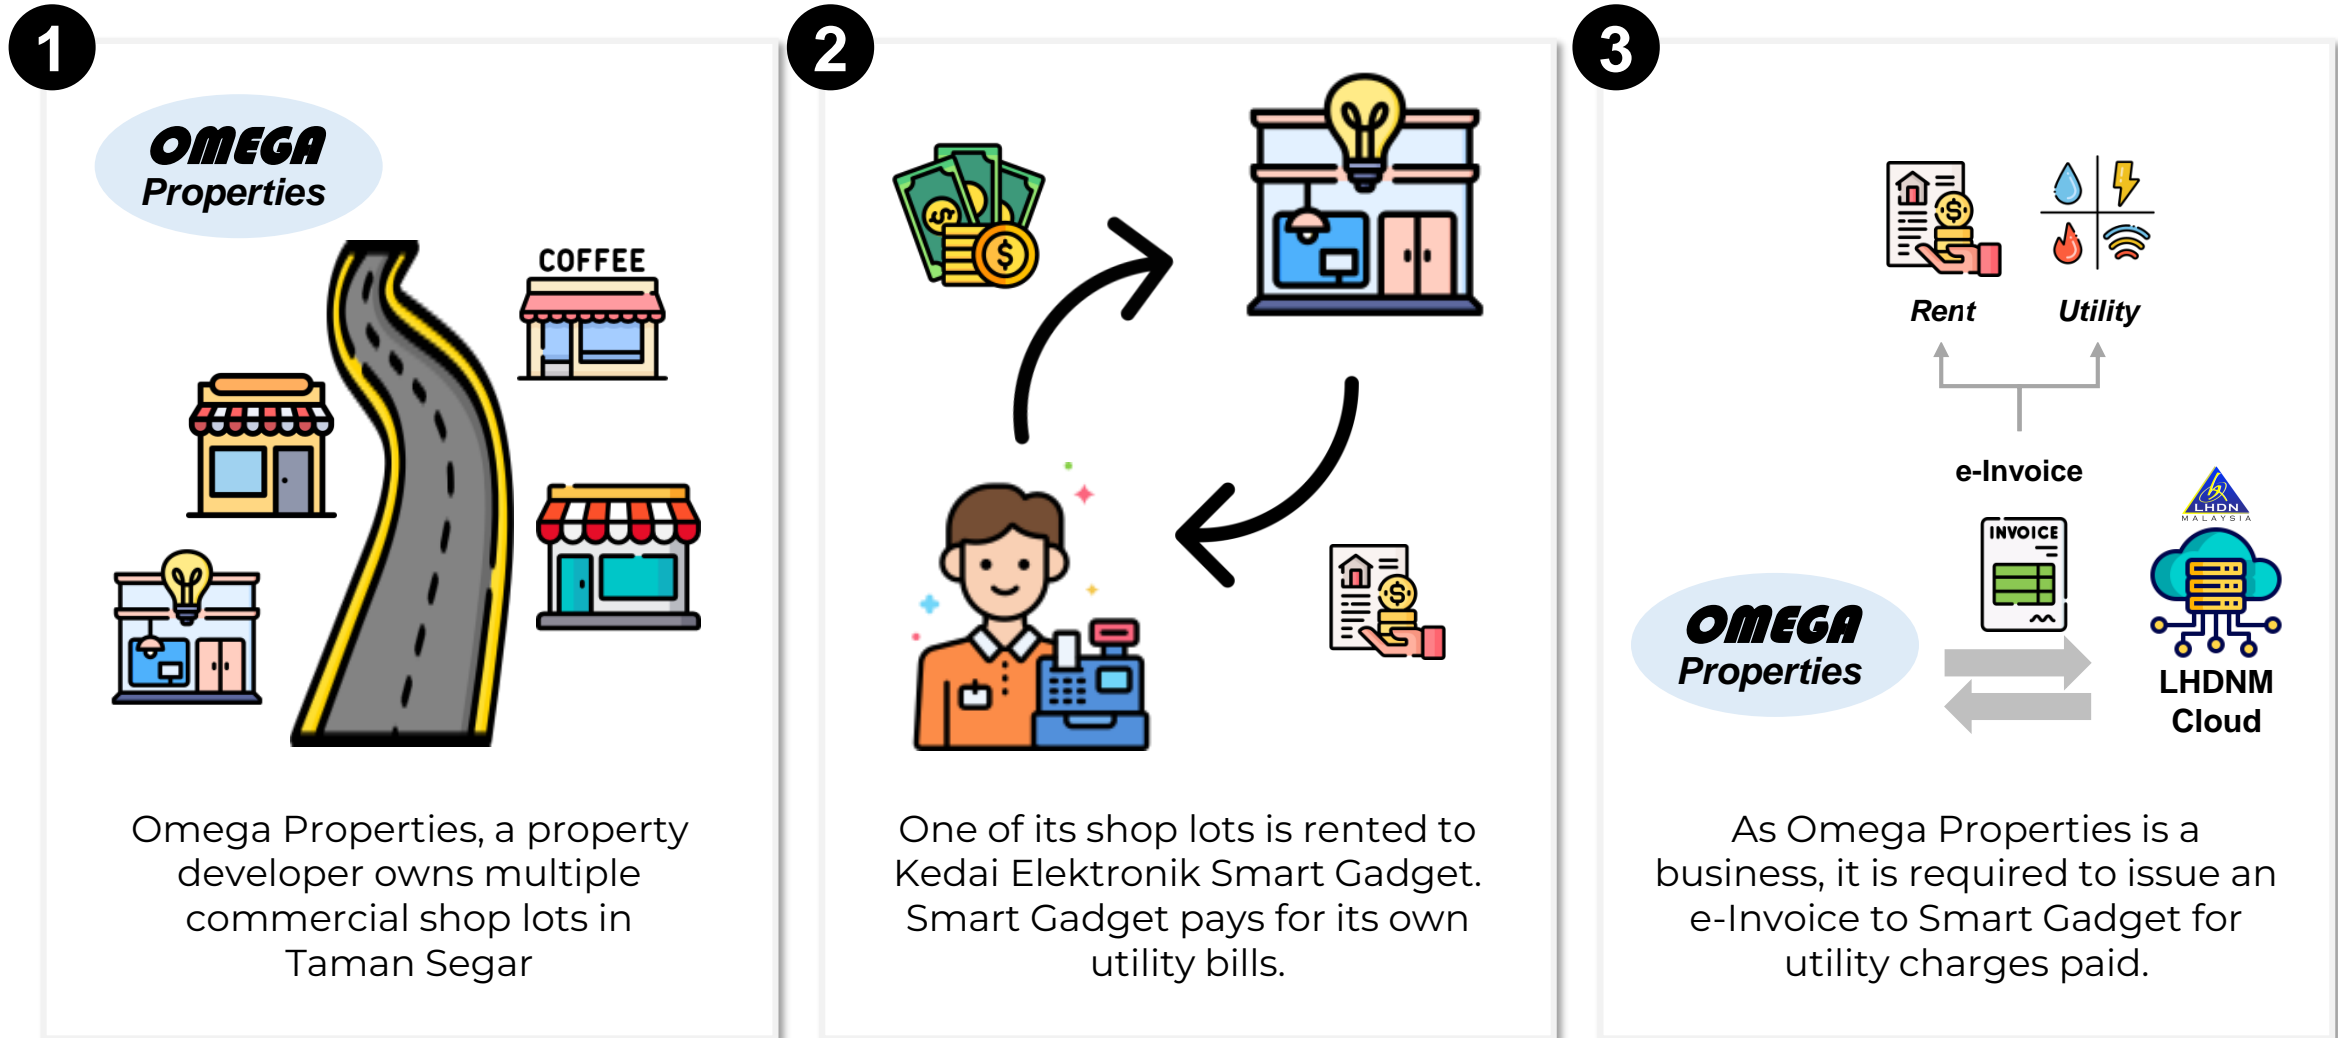 1
OMEGA
Properties
COFFEE
Omega Properties, a property
developer owns multiple
commercial shop lots in
Taman Segar
2
One of its shop lots is rented to
Kedai Elektronik Smart Gadget.
Smart Gadget pays for its own
utility bills.
3
Rent
Utility
e-Invoice
LHDN
MALAYSIA
INVOICE
OMEGA
Properties
LHDNM
Cloud
As Omega Properties is a
business, it is required to issue an
e-Invoice to Smart Gadget for
utility charges paid.